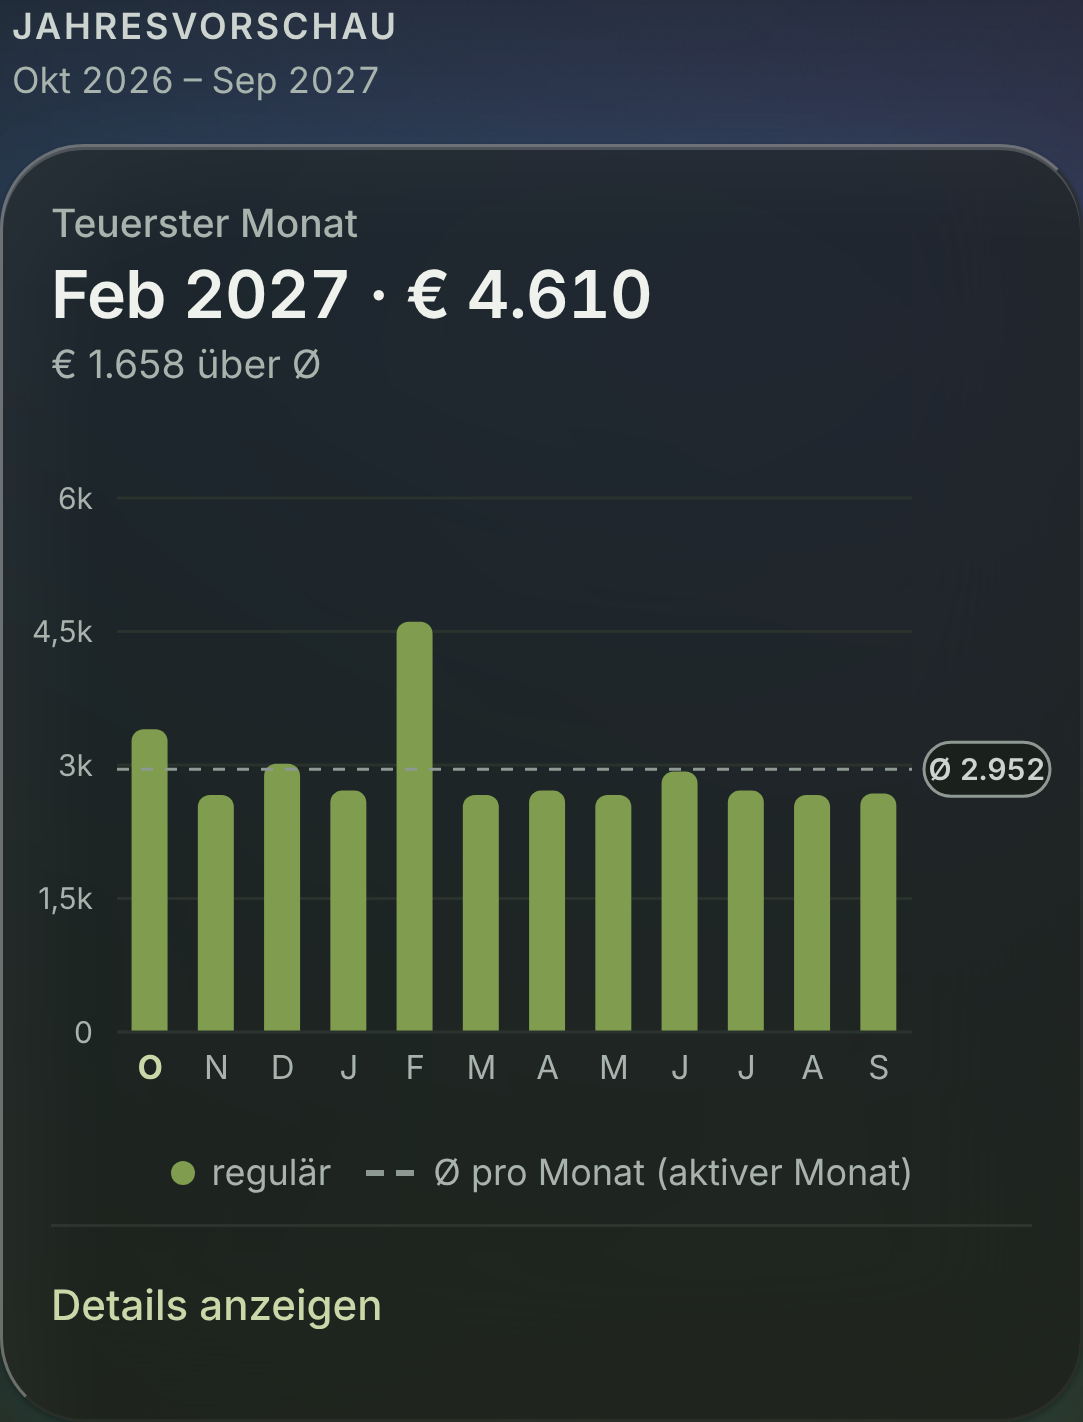 JAHRESVORSCHAU
Okt 2026 – Sep 2027
Teuerster Monat
Feb 2027 · € 4.610
€ 1.658 über Ø
6k
4,5k
3k
Ø 2.952
1,5k
0
O N D J F M A M J J A S
regulär Ø pro Monat (aktiver Monat)
Details anzeigen